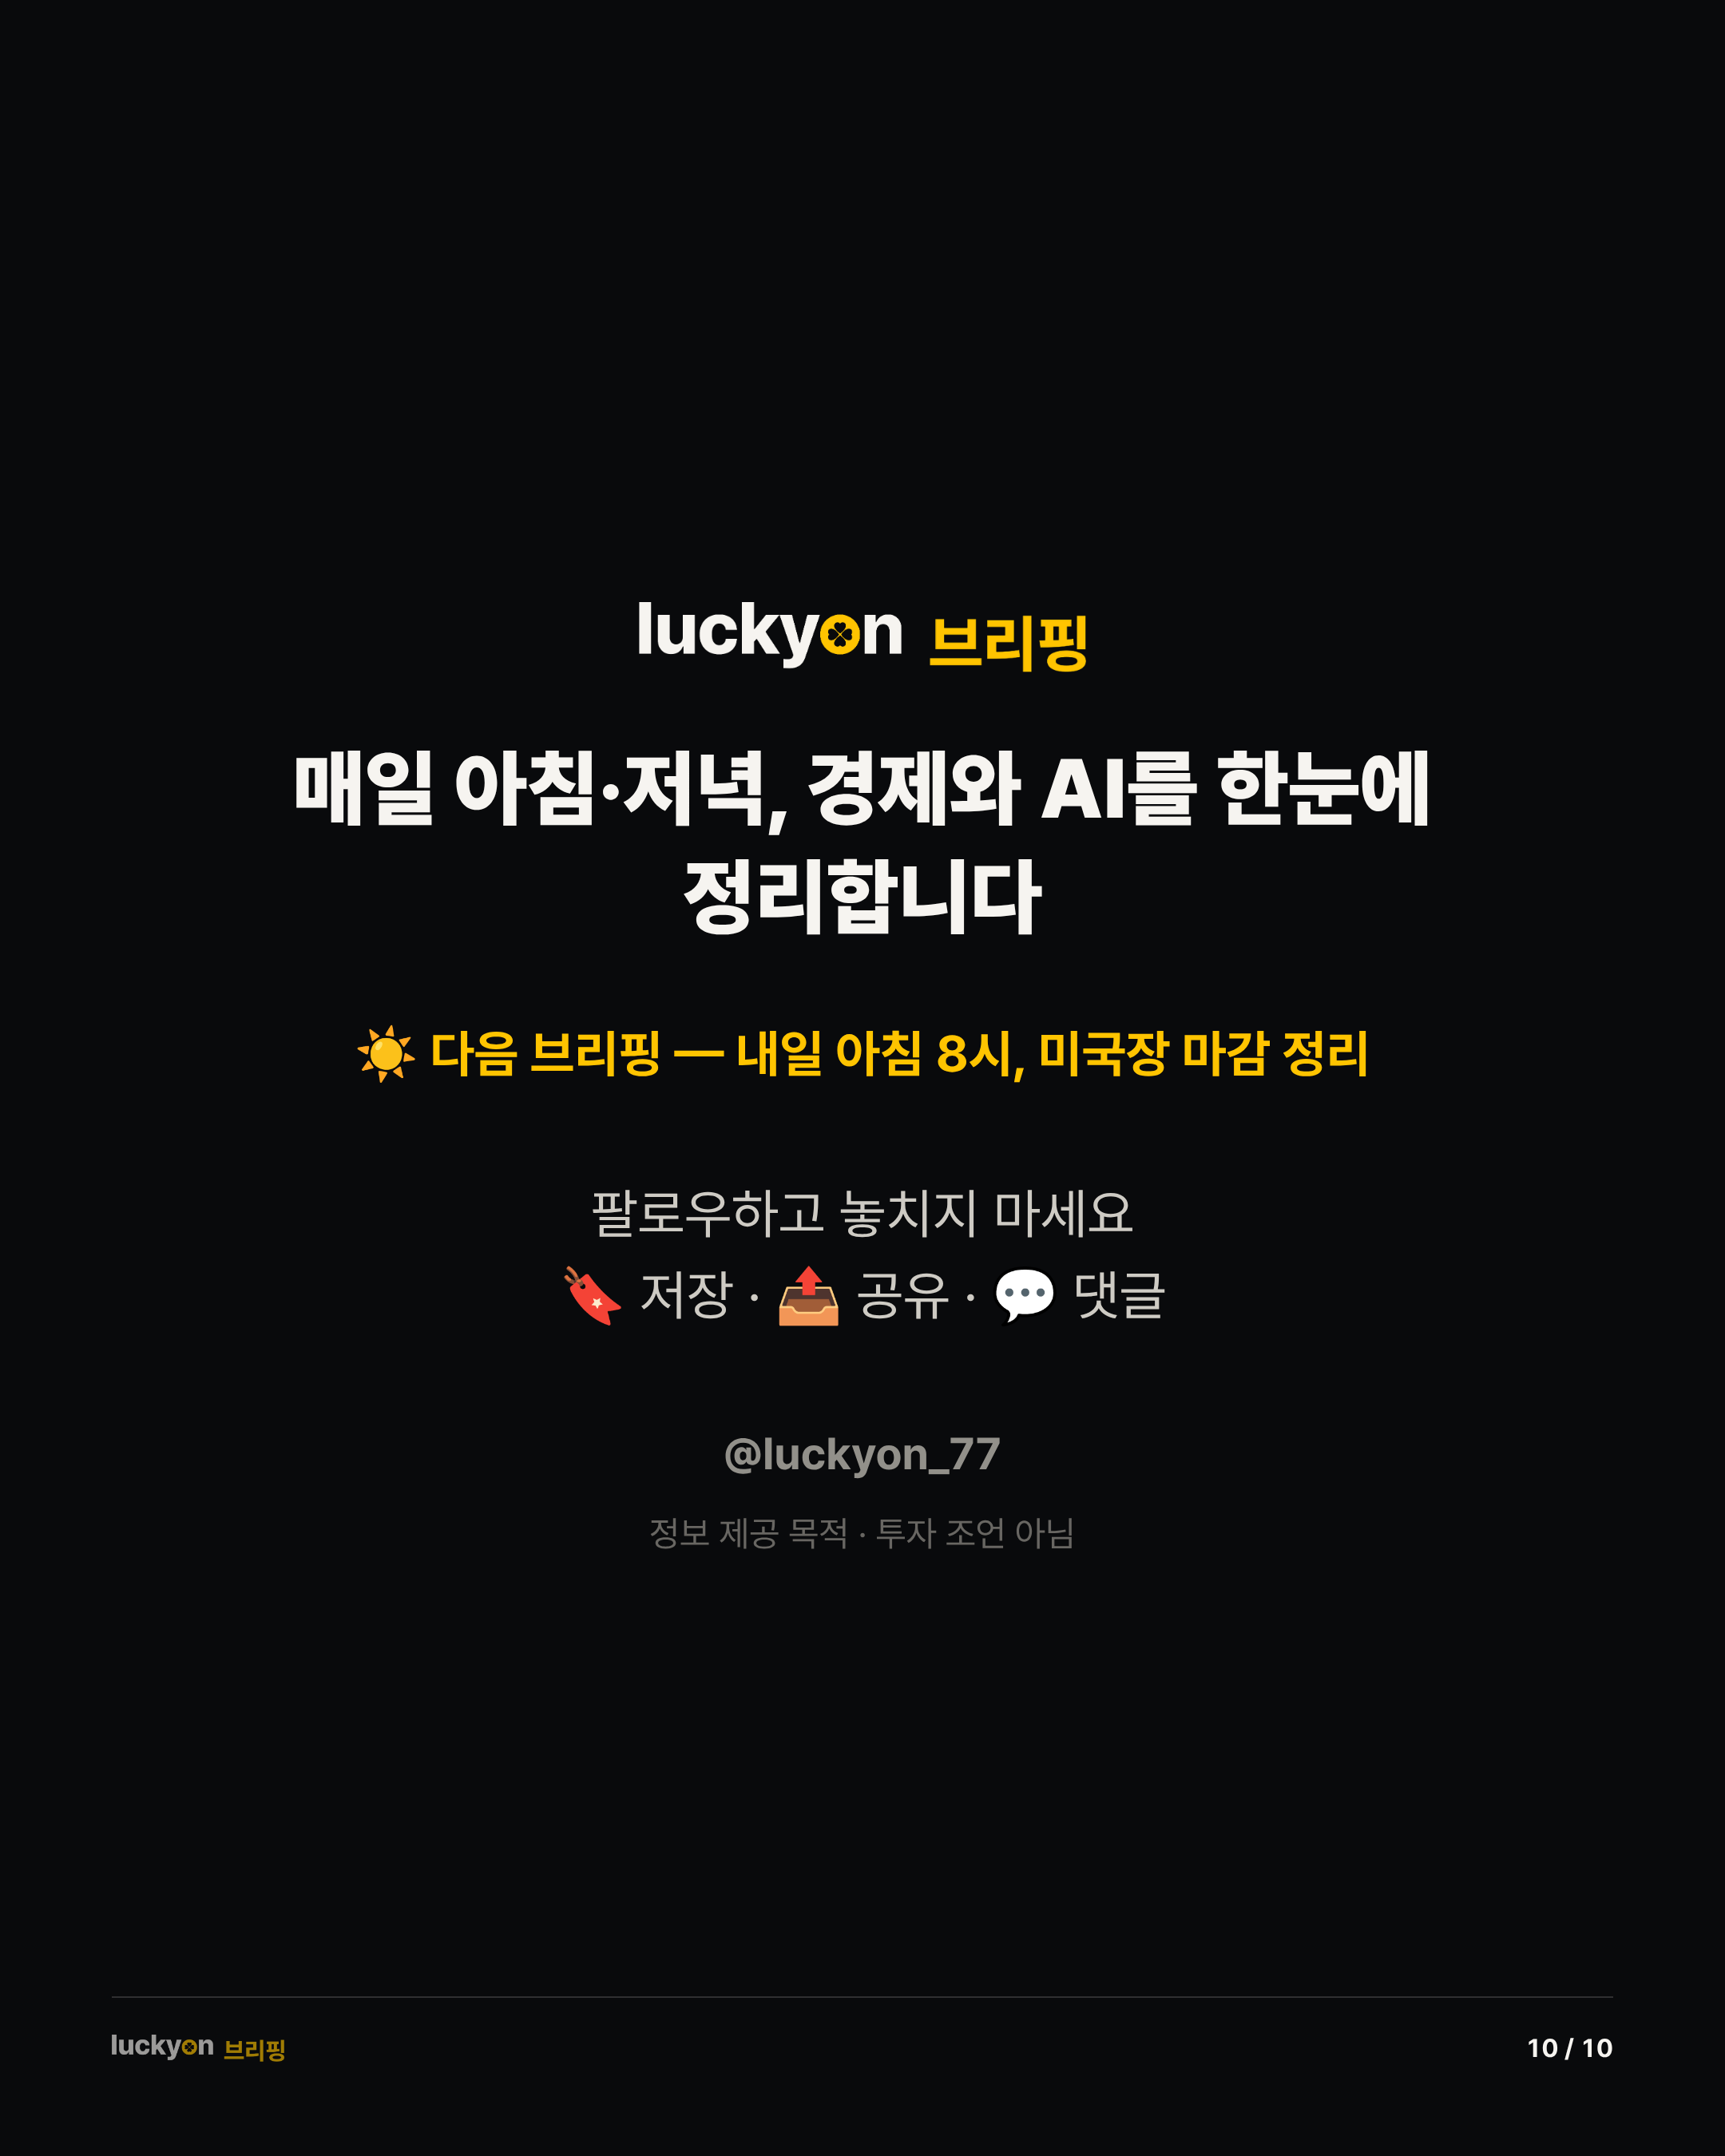 luckyon 브리핑
매일 아침·저녁, 경제와 AI를 한눈에
정리합니다
☀️ 다음 브리핑 — 내일 아침 8시, 미국장 마감 정리
팔로우하고 놓치지 마세요
🔖 저장 · 📤 공유 · 💬 댓글
@luckyon_77
정보 제공 목적 · 투자 조언 아님
luckyon 브리핑
10 / 10